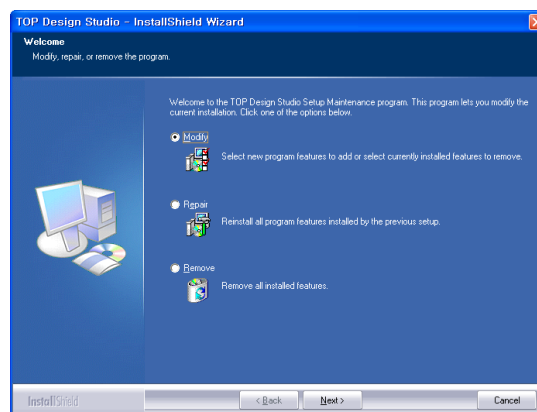 TOP Design Studio - InstallShield Wizard
Welcome
Modify, repair, or remove the program.
Welcome to the TOP Design Studio Setup Maintenance program. This program lets you modify the
current installation. Click one of the options below.
Modify
Select new program features to add or select currently installed features to remove.
Repair
Reinstall all program features installed by the previous setup.
Remove
Remove all installed features.
InstallShield
< Back
Next >
Cancel